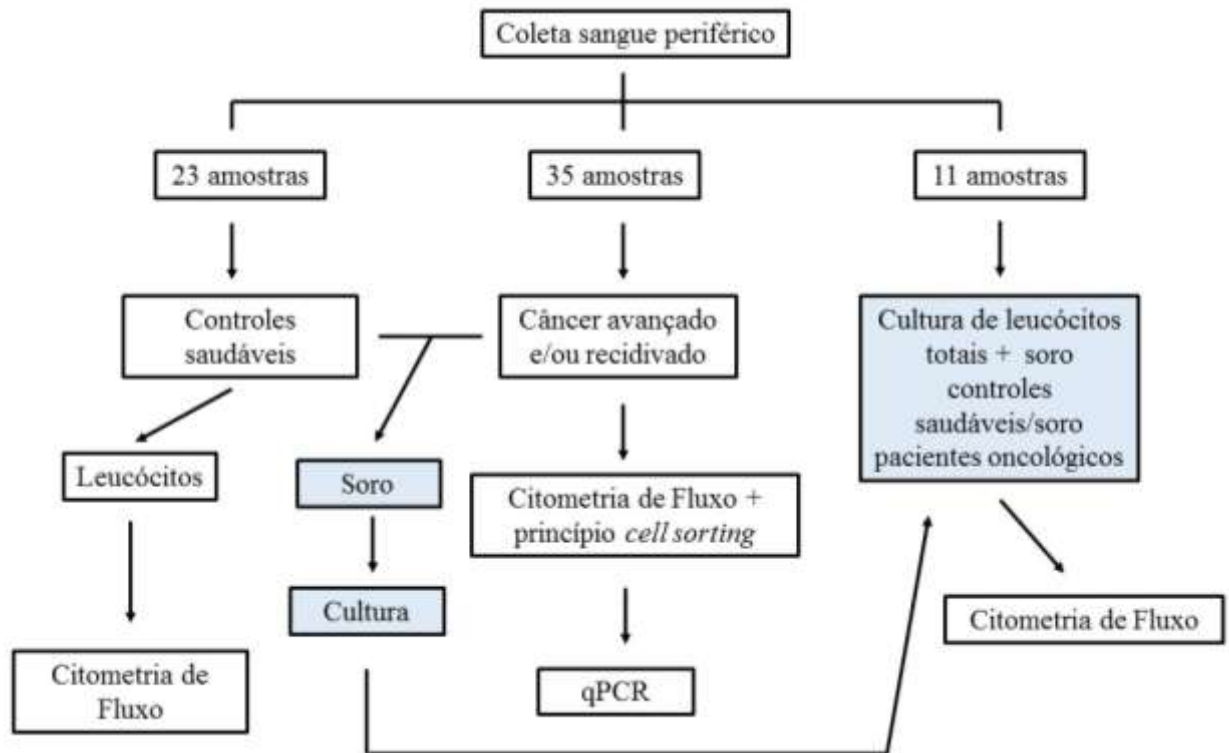 Coleta sangue periférico
23 amostras
35 amostras
11 amostras
Controles
saudáveis
Câncer avançado
e/ou recidivado
Cultura de leucócitos
totais + soro
controles
saudáveis/soro
pacientes oncológicos
Leucócitos
Soro
Citometria de Fluxo +
princípio cell sorting
Cultura
Citometria de Fluxo
Citometria de
Fluxo
qPCR